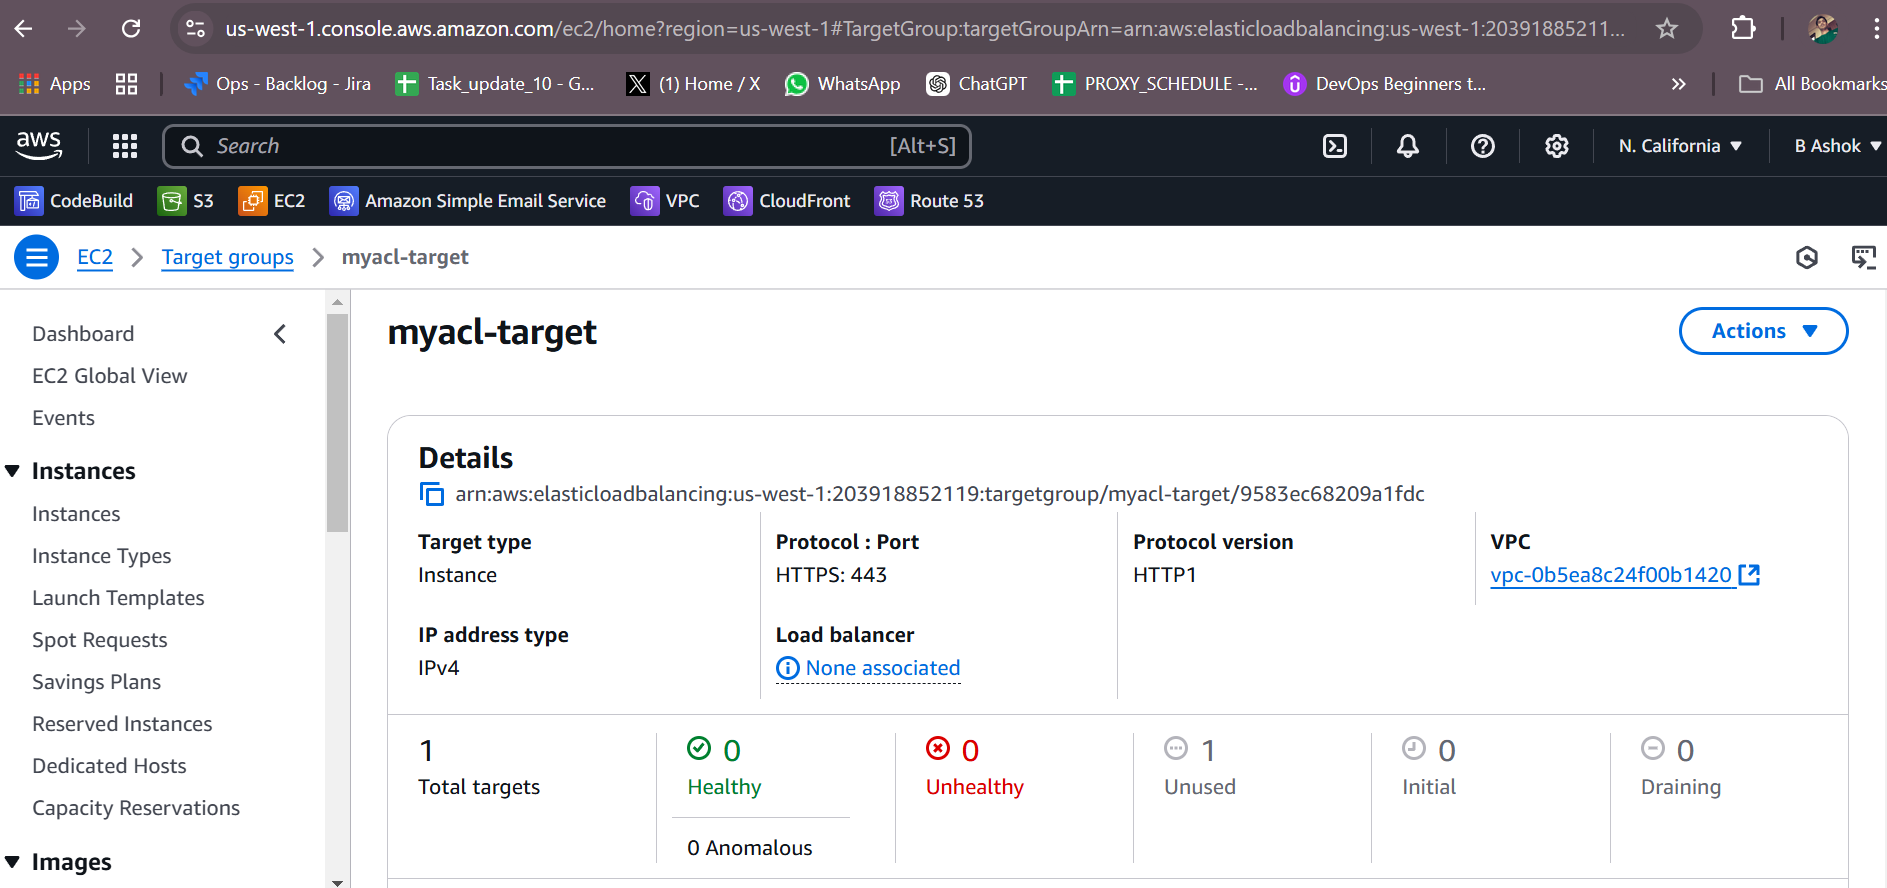 us-west-1.console.aws.amazon.com/ec2/home?region=us-west-1#TargetGroup:targetGroupArn=arn:aws:elasticloadbalancing:us-west-1:20391885211...
Apps Ops - Backlog - Jira Task_update_10 - G... (1) Home / X WhatsApp ChatGPT PROXY_SCHEDULE -... DevOps Beginners t... » All Bookmarks
aws Search [Alt+S] N. California B Ashok
CodeBuild S3 EC2 Amazon Simple Email Service VPC CloudFront Route 53
EC2 > Target groups > myacl-target
Dashboard
EC2 Global View
Events
Instances
Instances
Instance Types
Launch Templates
Spot Requests
Savings Plans
Reserved Instances
Dedicated Hosts
Capacity Reservations
Images
myacl-target
Actions
Details
arn:aws:elasticloadbalancing:us-west-1:203918852119:targetgroup/myacl-target/9583ec68209a1fdc
Target type
Instance
Protocol : Port
HTTPS: 443
Protocol version
HTTP1
VPC
vpc-0b5ea8c24f00b1420
IP address type
IPv4
Load balancer
None associated
1
Total targets
0
Healthy
0 Anomalous
0
Unhealthy
1
Unused
0
Initial
0
Draining